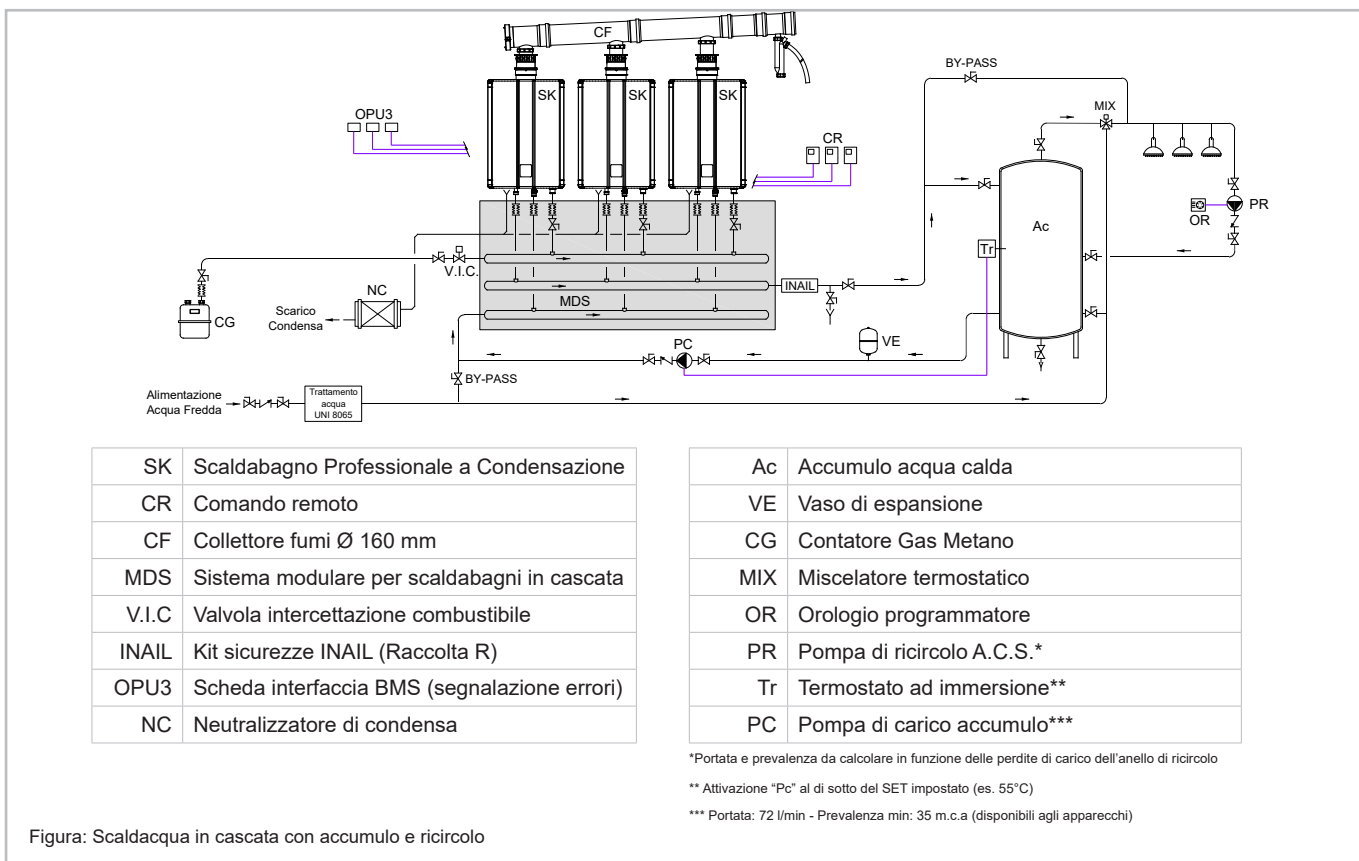 CF
BY-PASS
SK
SK
SK
MIX
OPU3
CR
PR
OR
Ac
Tr
V.I.C.
NC
INAIL
MDS
Scarico
Condensa
CG
PC
VE
BY-PASS
Alimentazione
Acqua Fredda
Trattamento
acqua
UNI 8065
SK Scaldabagno Professionale a Condensazione
CR Comando remoto
CF Collettore fumi Ø 160 mm
MDS Sistema modulare per scaldabagni in cascata
V.I.C Valvola intercettazione combustibile
INAIL Kit sicurezze INAIL (Raccolta R)
OPU3 Scheda interfaccia BMS (segnalazione errori)
NC Neutralizzatore di condensa
Ac Accumulo acqua calda
VE Vaso di espansione
CG Contatore Gas Metano
MIX Miscelatore termostatico
OR Orologio programmatore
PR Pompa di ricircolo A.C.S.*
Tr Termostato ad immersione**
PC Pompa di carico accumulo***
*Portata e prevalenza da calcolare in funzione delle perdite di carico dell'anello di ricircolo
** Attivazione “Pc” al di sotto del SET impostato (es. 55°C)
*** Portata: 72 l/min - Prevalenza min: 35 m.c.a (disponibili agli apparecchi)
Figura: Scaldacqua in cascata con accumulo e ricircolo